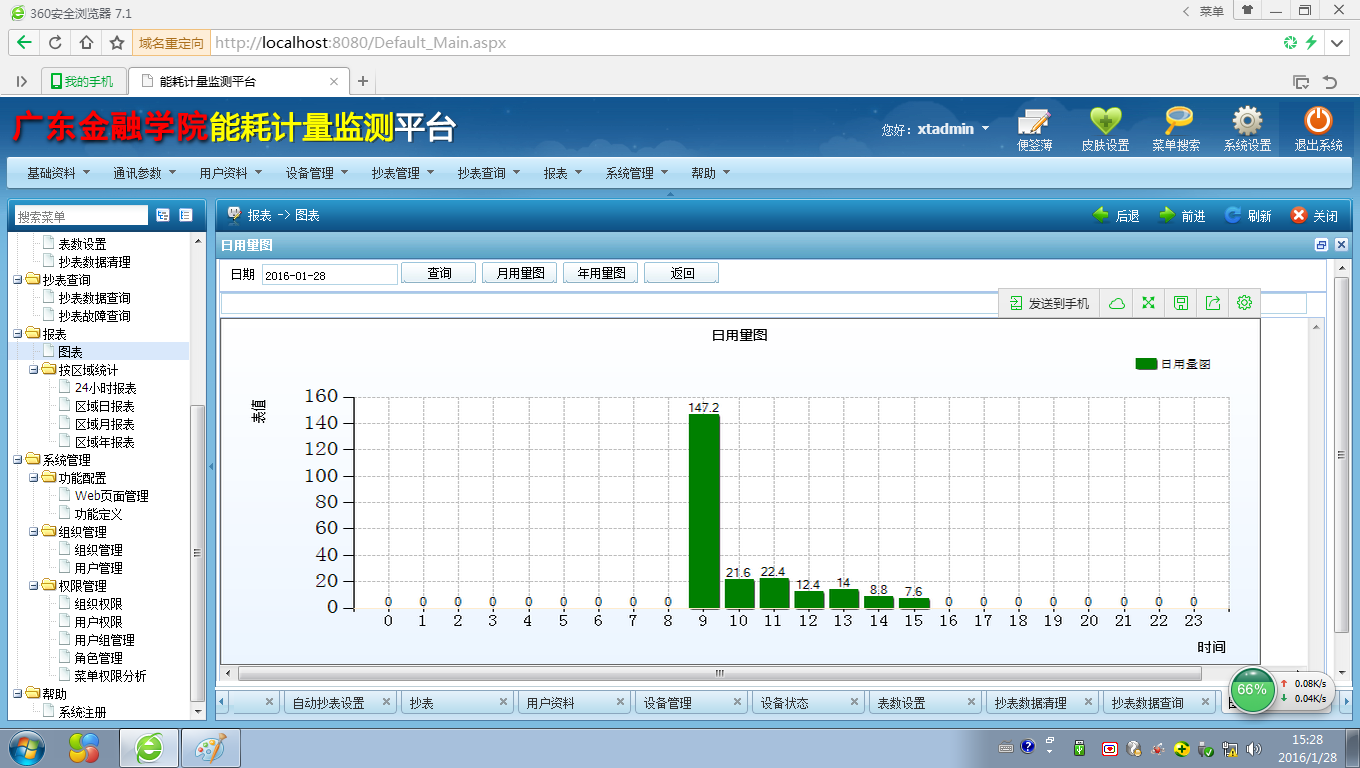 360安全浏览器 7.1
菜单
域名重定向 http://localhost:8080/Default_Main.aspx
我的手机 能耗计量监测平台
广东金融学院能耗计量监测平台
您好：xtadmin 便签薄 皮肤设置 菜单搜索 系统设置 退出系统
基础资料 通讯参数 用户资料 设备管理 抄表管理 抄表查询 报表 系统管理 帮助
搜索菜单
表数设置
抄表数据清理
抄表查询
抄表数据查询
抄表故障查询
报表
图表
按区域统计
24小时报表
区域日报表
区域月报表
区域年报表
系统管理
功能配置
Web页面管理
功能定义
组织管理
组织管理
用户管理
权限管理
组织权限
用户权限
用户组管理
角色管理
菜单权限分析
帮助
系统注册
报表 -> 图表 后退 前进 刷新 关闭
日用量图
日期 2016-01-28 查询 月用量图 年用量图 返回
发送到手机
日用量图
日用量图
表值
160
140
120
100
80
60
40
20
0
0 0 0 0 0 0 0 0 0 147.2 21.6 22.4 12.4 14 8.8 7.6 0 0 0 0 0 0 0 0
0 1 2 3 4 5 6 7 8 9 10 11 12 13 14 15 16 17 18 19 20 21 22 23
时间
自动抄表设置 抄表 用户资料 设备管理 设备状态 表数设置 抄表数据清理 抄表数据查询
66% 0.08K/s
0.04K/s
15:28
2016/1/28